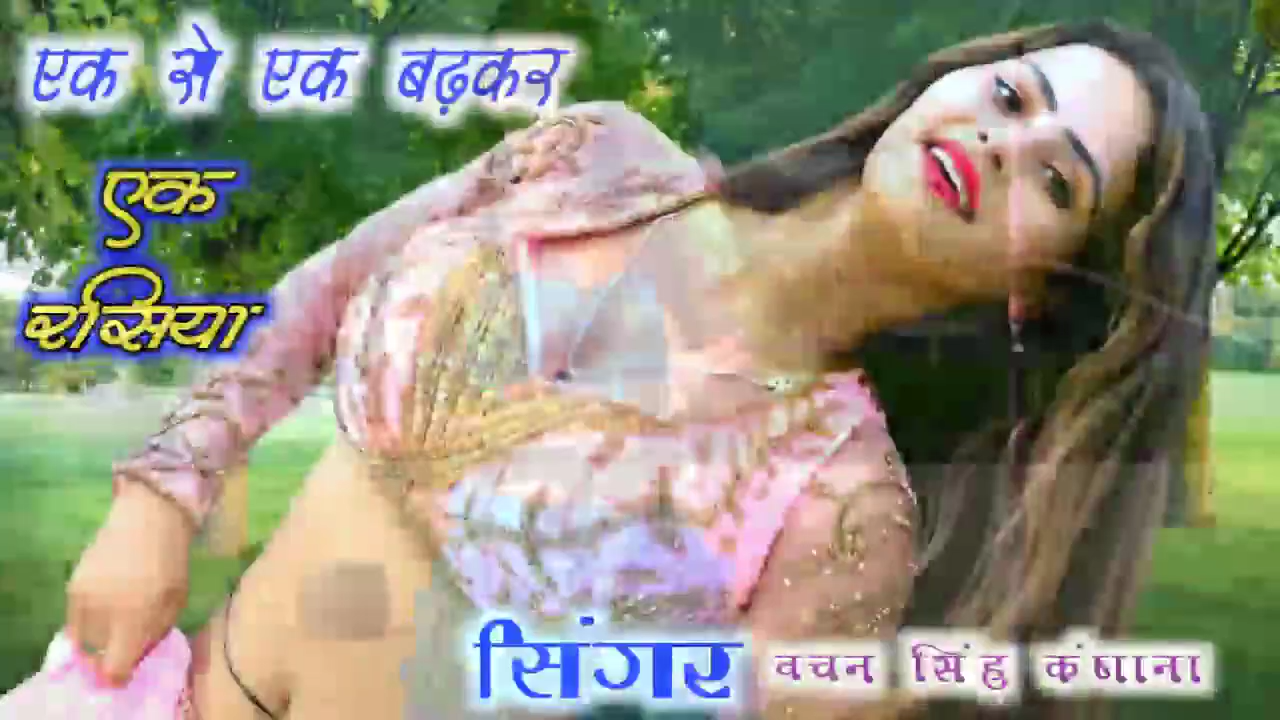 एक से एक बढ़कर
एक
रसिया
सिंगर वचन सिंह कंषाना